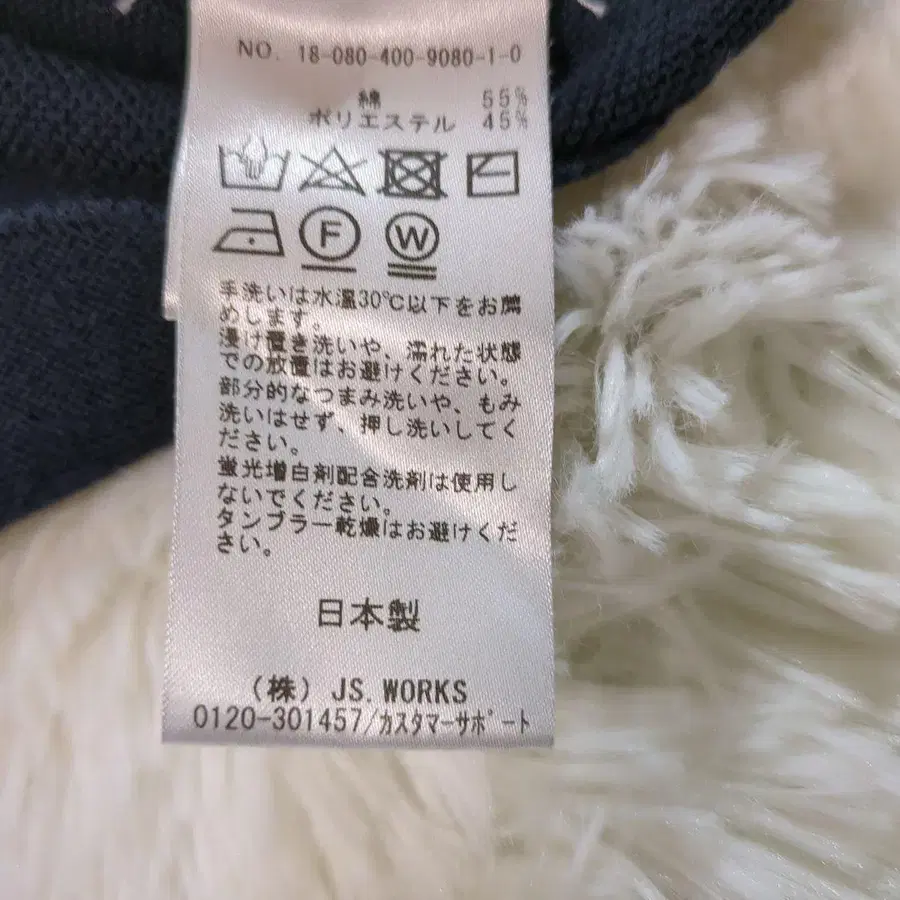 NO. 18-080-400-9080-1-0
綿 55%
ポリエステル 45%
F W
手洗いは水温30℃以下をお薦
めします。
浸け置き洗いや、濡れた状態
での放置はお避けください。
部分的なつまみ洗いや、もみ
洗いはせず、押し洗いしてく
ださい。
蛍光増白剤配合洗剤は使用し
ないでください。
タンブラー乾燥はお避けくだ
さい。
日本製
(株) JS.WORKS
0120-301457/カスタマーサポート